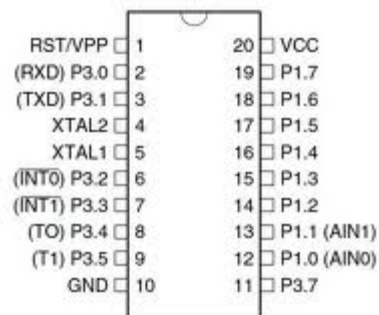 RST/VPP 1 20 VCC
(RXD) P3.0 2 19 P1.7
(TXD) P3.1 3 18 P1.6
XTAL2 4 17 P1.5
XTAL1 5 16 P1.4
(INT0) P3.2 6 15 P1.3
(INT1) P3.3 7 14 P1.2
(TO) P3.4 8 13 P1.1 (AIN1)
(T1) P3.5 9 12 P1.0 (AIN0)
GND 10 11 P3.7